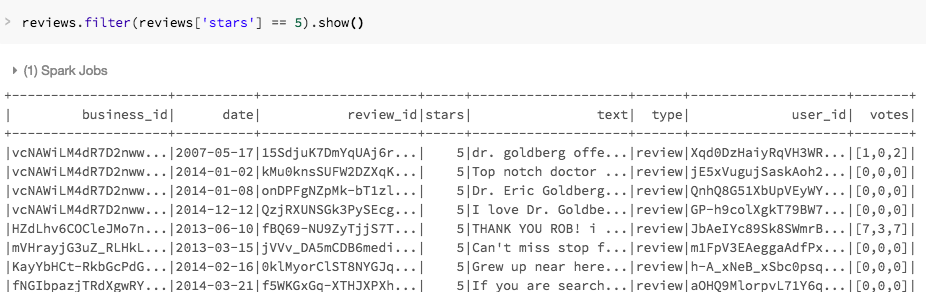 > reviews.filter(reviews['stars'] == 5).show()
(1) Spark Jobs
+--------------------+----------+--------------------+-----+--------------------+------+--------------------+-------+
|         business_id|      date|           review_id|stars|                text|  type|             user_id|  votes|
+--------------------+----------+--------------------+-----+--------------------+------+--------------------+-------+
|vcNAWiLM4dR7D2nww...|2007-05-17|15SdjuK7DmYqUAj6r...|    5|dr. goldberg offe...|review|Xqd0DzHaiyRqVH3WR...|[1,0,2]|
|vcNAWiLM4dR7D2nww...|2014-01-02|kMu0knsSUFW2DZXqK...|    5|Top notch doctor ...|review|jE5xVugujSaskAoh2...|[0,0,0]|
|vcNAWiLM4dR7D2nww...|2014-01-08|onDPFgNZpMk-bT1zl...|    5|Dr. Eric Goldberg...|review|QnhQ8G51XbUpVEyWY...|[0,0,0]|
|vcNAWiLM4dR7D2nww...|2014-12-12|QzjRXUNSGk3PySEcg...|    5|I love Dr. Goldbe...|review|GP-h9colXgkT79BW7...|[0,0,0]|
|HZdLhv6COCleJMo7n...|2013-06-10|fBQ69-NU9ZyTjjS7T...|    5|THANK YOU ROB! i ...|review|JbAeIYc89Sk8SWmrB...|[7,3,7]|
|mVHrayjG3uZ_RLHkL...|2013-03-15|jVVv_DA5mCDB6medi...|    5|Can't miss stop f...|review|m1FpV3EAeggaAdfPx...|[0,0,0]|
|KayYbHCt-RkbGcPdG...|2014-02-16|0klMyorClST8NYGJq...|    5|Grew up near here...|review|h-A_xNeB_xSbc0psq...|[0,0,0]|
|fNGIbpazjTRdXgwRY...|2014-03-21|f5WKGxGq-XTHJXPXh...|    5|If you are search...|review|aOHQ9MlorpvL71Y6q...|[0,0,0]|